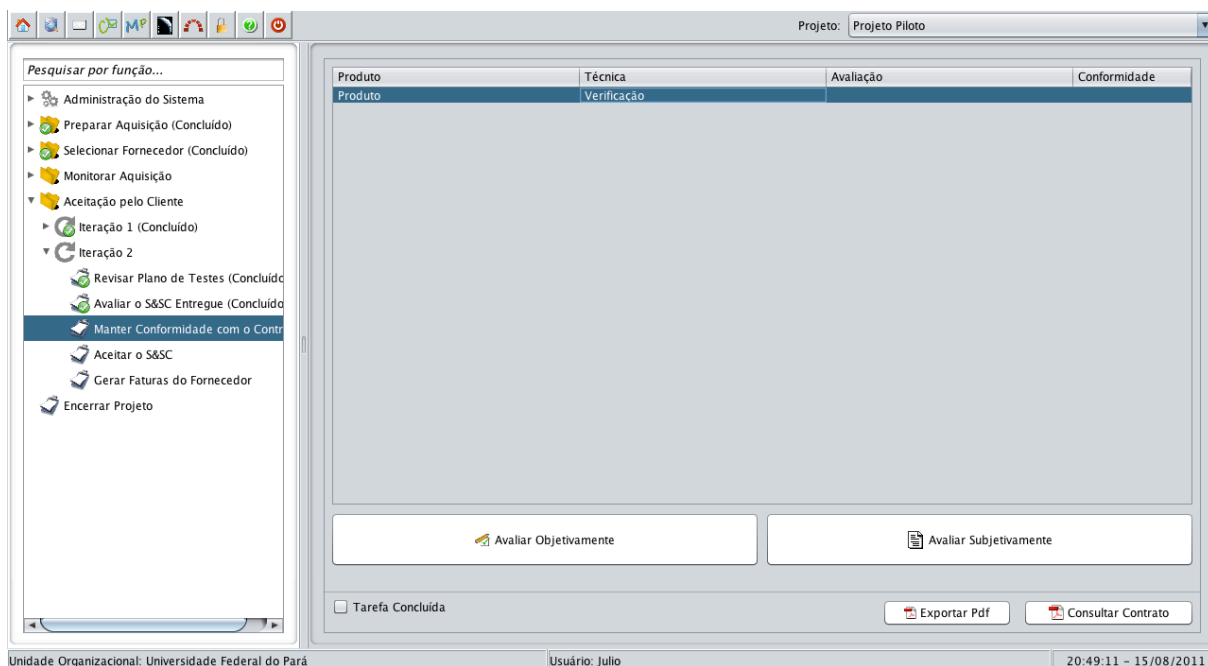 Projeto: Projeto Piloto
Pesquisar por função...
Administração do Sistema
Preparar Aquisição (Concluído)
Selecionar Fornecedor (Concluído)
Monitorar Aquisição
Aceitação pelo Cliente
Iteração 1 (Concluído)
Iteração 2
Revisar Plano de Testes (Concluído
Avaliar o S&SC Entregue (Concluído
Manter Conformidade com o Contr
Aceitar o S&SC
Gerar Faturas do Fornecedor
Encerrar Projeto
Produto Técnica Avaliação Conformidade
Produto Verificação
Avaliar Objetivamente Avaliar Subjetivamente
Tarefa Concluída Exportar Pdf Consultar Contrato
Unidade Organizacional: Universidade Federal do Pará Usuário: Julio 20:49:11 - 15/08/2011